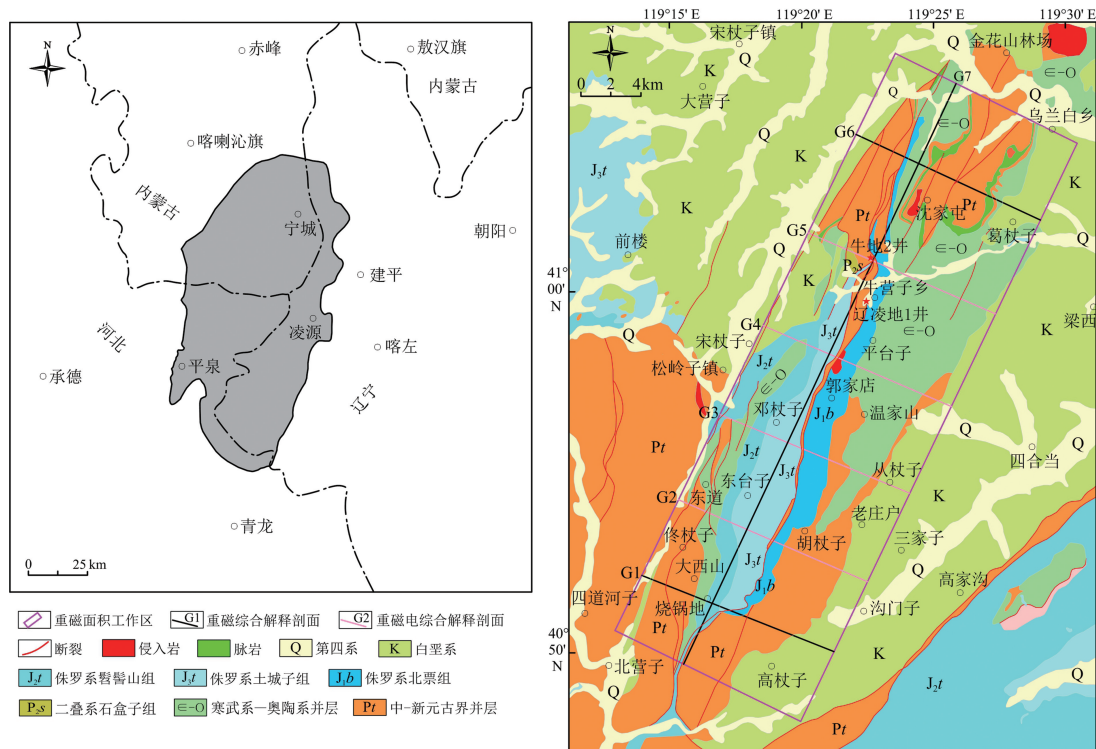 N
赤峰
敖汉旗
内蒙古
喀喇沁旗
内蒙古
宁城
朝阳
建平
凌源
喀左
河北
平泉
承德
辽宁
青龙
0 25 km
119°15′ E
119°20′ E
119°25′ E
119°30′ E
宋杖子镇
Q
金花山林场
N
K
Q
∈-O
0 2 4km
大营子
G7
Q
Q
∈-O
乌兰白乡
Q
G6
K
J₃t
K
K
Pt
Pt
沈家屯
葛杖子
Q
前楼
G5
牛地2井
∈-O
Q
P₂s
41°
00′
N
K
牛营子乡
辽凌地1井
梁西
G4
J₃t
∈-O
K
Q
宋杖子
平台子
J₂t
松岭子镇
∈-O
郭家店
G3
邓杖子
J₁b
温家山
Q
Q
Pt
J₂t
四合当
J₃t
从杖子
东台子
K
G2
东道
老庄户
佟杖子
胡杖子
三家子
大西山
J₃t
Q
高家沟
G1
J₁b
四道河子
烧锅地
沟门子
40°
50′
N
Pt
K
北营子
Pt
高杖子
J₂t
Q
Q
Pt
重磁面积工作区
G1 重磁综合解释剖面
G2 重磁电综合解释剖面
断裂
侵入岩
脉岩
Q 第四系
K 白垩系
J₂t 侏罗系髫髻山组
J₃t 侏罗系土城子组
J₁b 侏罗系北票组
P₂s 二叠系石盒子组
∈-O 寒武系—奥陶系并层
Pt 中-新元古界并层